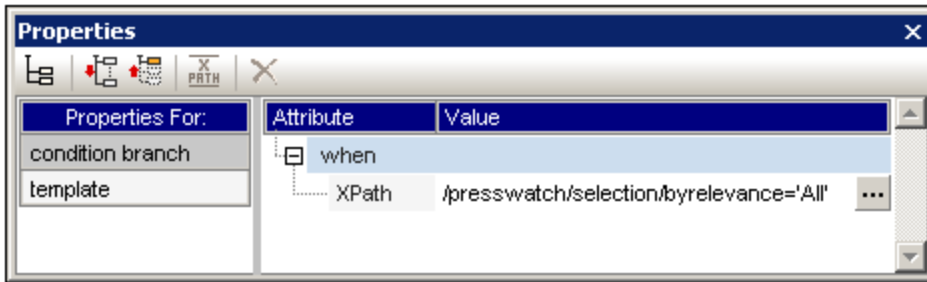 Properties
X
PATH
Properties For:
Attribute
Value
condition branch
when
template
XPath
/presswatch/selection/byrelevance='All'
...